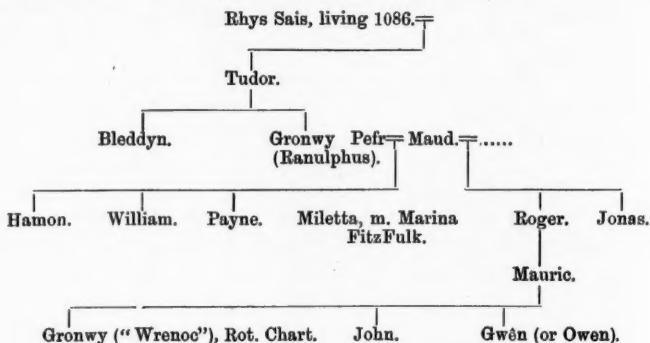 Rhys Sais, living 1086.
Tudor.
Bleddyn. Gronwy Pefr Maud. ......
(Ranulphus).
Hamon. William. Payne. Miletta, m. Marina Roger. Jonas.
FitzFulk.
Mauric.
Gronwy ("Wrenoc"), Rot. Chart. John. Gwên (or Owen).